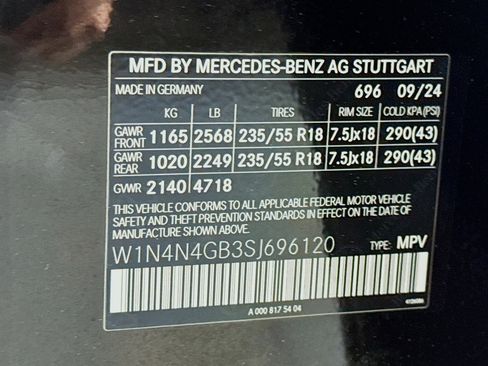 MFD BY MERCEDES-BENZ AG STUTTGART
MADE IN GERMANY 696 09/24
KG LB TIRES RIM SIZE COLD KPA(PSI)
GAWR FRONT 1165 2568 235/55 R18 7.5Jx18 290(43)
GAWR REAR 1020 2249 235/55 R18 7.5Jx18 290(43)
GVWR 2140 4718
THIS VEHICLE CONFORMS TO ALL APPLICABLE FEDERAL MOTOR VEHICLE
SAFETY, BUMPER, AND THEFT PREVENTION STANDARDS IN EFFECT ON THE DATE OF MANUFACTURE
SHOWN ABOVE.
W1N4N4GB3SJ696120 TYPE: MPV
A 000 817 54 04